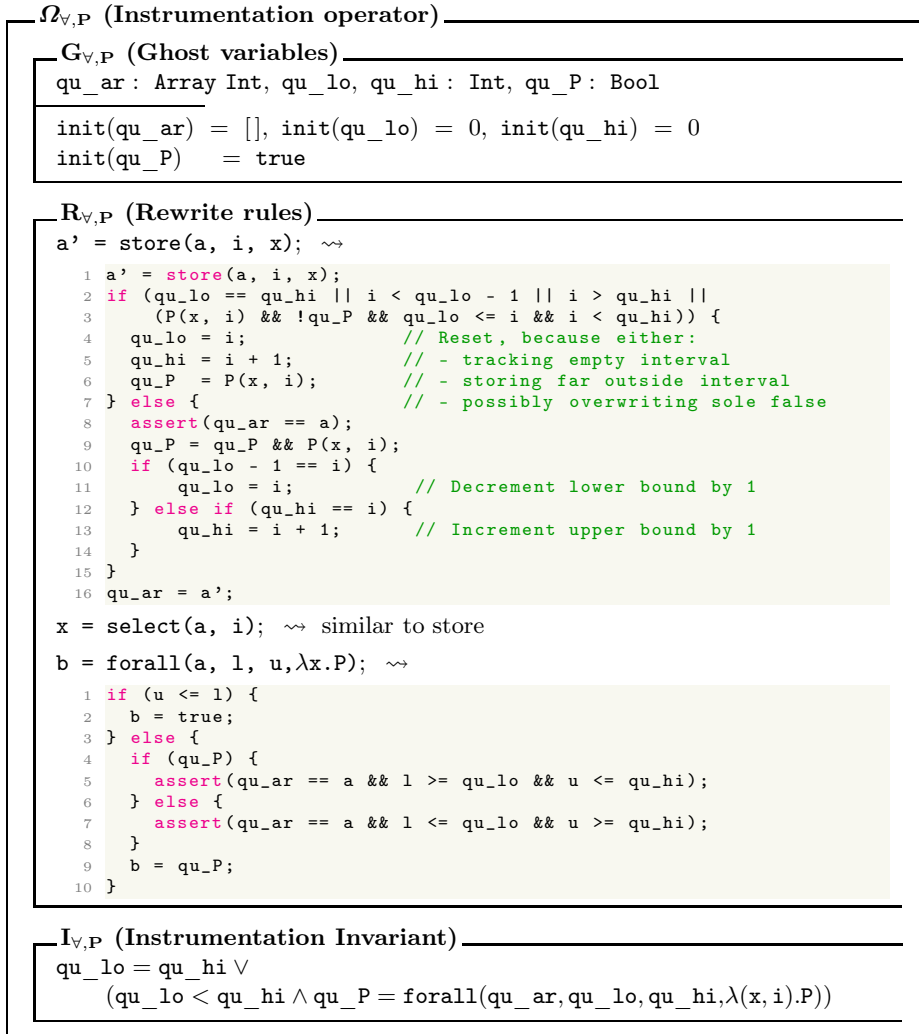 Ω∀,P (Instrumentation operator)
G∀,P (Ghost variables)
qu_ar : Array Int, qu_lo, qu_hi : Int, qu_P : Bool
init(qu_ar) = [], init(qu_lo) = 0, init(qu_hi) = 0
init(qu_P) = true
R∀,P (Rewrite rules)
a' = store(a, i, x); ⇝
1 a' = store(a, i, x);
2 if (qu_lo == qu_hi || i < qu_lo - 1 || i > qu_hi ||
3 (P(x, i) && !qu_P && qu_lo <= i && i < qu_hi)) {
4 qu_lo = i; // Reset, because either:
5 qu_hi = i + 1; // - tracking empty interval
6 qu_P = P(x, i); // - storing far outside interval
7 } else { // - possibly overwriting sole false
8 assert(qu_ar == a);
9 qu_P = qu_P && P(x, i);
10 if (qu_lo - 1 == i) {
11 qu_lo = i; // Decrement lower bound by 1
12 } else if (qu_hi == i) {
13 qu_hi = i + 1; // Increment upper bound by 1
14 }
15 }
16 qu_ar = a';
x = select(a, i); ⇝ similar to store
b = forall(a, l, u,λx.P); ⇝
1 if (u <= l) {
2 b = true;
3 } else {
4 if (qu_P) {
5 assert(qu_ar == a && l >= qu_lo && u <= qu_hi);
6 } else {
7 assert(qu_ar == a && l <= qu_lo && u >= qu_hi);
8 }
9 b = qu_P;
10 }
I∀,P (Instrumentation Invariant)
qu_lo = qu_hi ∨
(qu_lo < qu_hi ∧ qu_P = forall(qu_ar, qu_lo, qu_hi,λ(x, i).P))